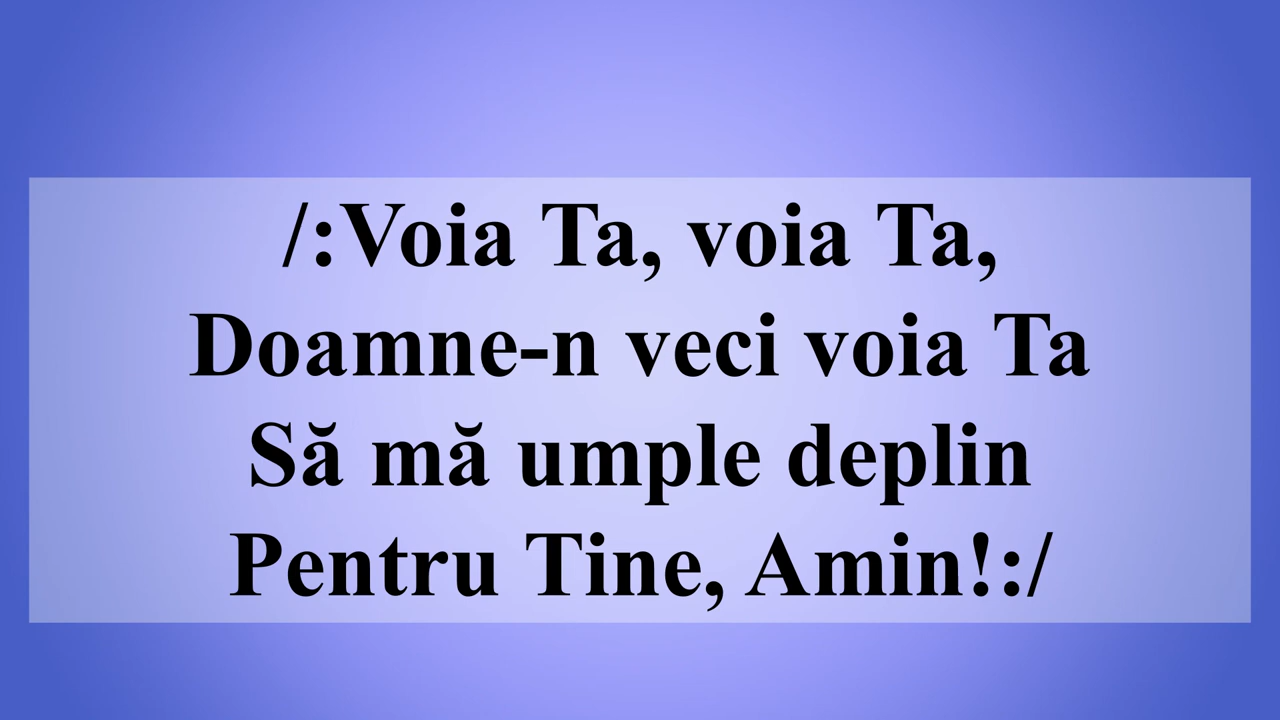 /:Voia Ta, voia Ta,
Doamne-n veci voia Ta
Să mă umple deplin
Pentru Tine, Amin!:/